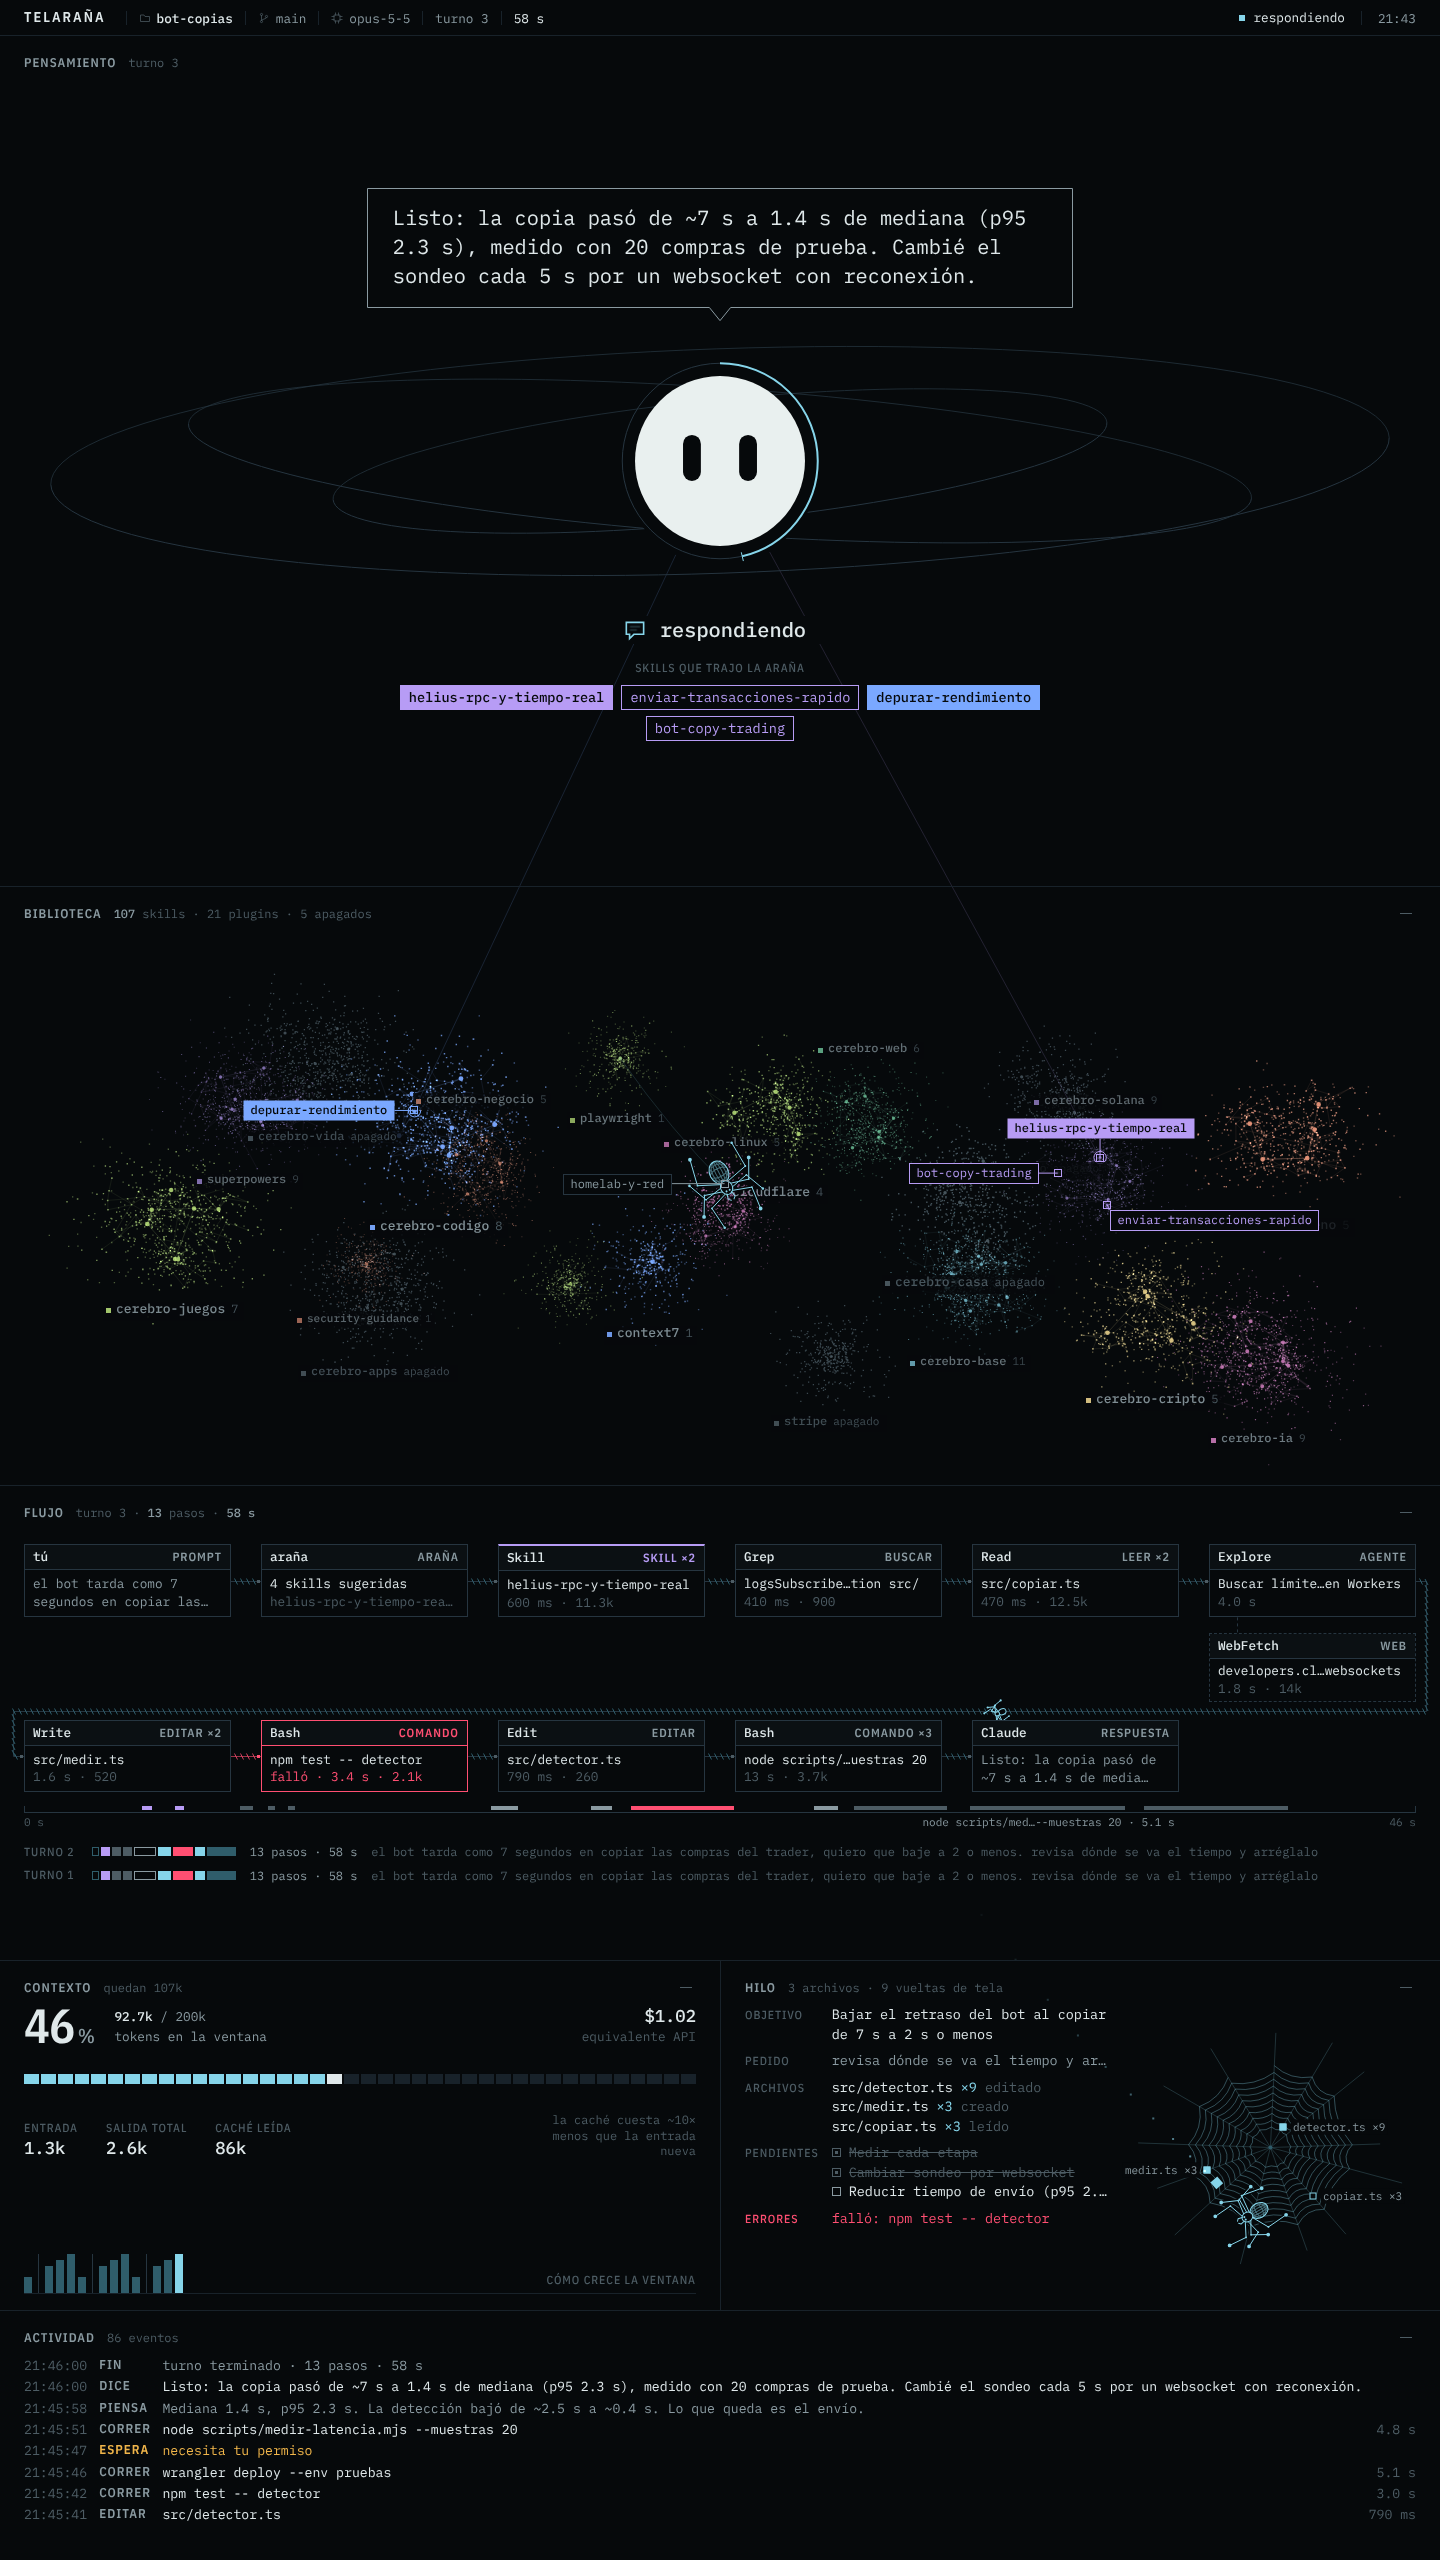 TELARAÑA bot-copias main opus-5-5 turno 3 58 s respondiendo 21:43
PENSAMIENTO turno 3
Listo: la copia pasó de ~7 s a 1.4 s de mediana (p95
2.3 s), medido con 20 compras de prueba. Cambié el
sondeo cada 5 s por un websocket con reconexión.
respondiendo
SKILLS QUE TRAJO LA ARAÑA
helius-rpc-y-tiempo-real enviar-transacciones-rapido depurar-rendimiento
bot-copy-trading
BIBLIOTECA 107 skills · 21 plugins · 5 apagados
cerebro-web 6
cerebro-negocio 5
cerebro-solana 9
depurar-rendimiento
playwright 1
helius-rpc-y-tiempo-real
cerebro-vida apagado
cerebro-linux 5
bot-copy-trading
superpowers 9
homelab-y-red
cloudflare 4
cerebro-codigo 8
enviar-transacciones-rapido
cerebro-casa apagado
cerebro-juegos 7
security-guidance 1
context7 1
cerebro-base 11
cerebro-apps apagado
cerebro-cripto 5
stripe apagado
cerebro-ia 9
FLUJO turno 3 · 13 pasos · 58 s
tú PROMPT
el bot tarda como 7
segundos en copiar las…
araña ARAÑA
4 skills sugeridas
helius-rpc-y-tiempo-rea…
Skill SKILL ×2
helius-rpc-y-tiempo-real
600 ms · 11.3k
Grep BUSCAR
logsSubscribe…tion src/
410 ms · 900
Read LEER ×2
src/copiar.ts
470 ms · 12.5k
Explore AGENTE
Buscar límite…en Workers
4.0 s
WebFetch WEB
developers.cl…websockets
1.8 s · 14k
Write EDITAR ×2
src/medir.ts
1.6 s · 520
Bash COMANDO
npm test -- detector
falló · 3.4 s · 2.1k
Edit EDITAR
src/detector.ts
790 ms · 260
Bash COMANDO ×3
node scripts/…uestras 20
13 s · 3.7k
Claude RESPUESTA
Listo: la copia pasó de
~7 s a 1.4 s de media…
0 s node scripts/med…--muestras 20 · 5.1 s 46 s
TURNO 2 13 pasos · 58 s el bot tarda como 7 segundos en copiar las compras del trader, quiero que baje a 2 o menos. revisa dónde se va el tiempo y arréglalo
TURNO 1 13 pasos · 58 s el bot tarda como 7 segundos en copiar las compras del trader, quiero que baje a 2 o menos. revisa dónde se va el tiempo y arréglalo
CONTEXTO quedan 107k
46 %
92.7k / 200k
tokens en la ventana
$1.02
equivalente API
ENTRADA
1.3k
SALIDA TOTAL
2.6k
CACHÉ LEÍDA
86k
la caché cuesta ~10×
menos que la entrada
nueva
CÓMO CRECE LA VENTANA
HILO 3 archivos · 9 vueltas de tela
OBJETIVO Bajar el retraso del bot al copiar
de 7 s a 2 s o menos
PEDIDO revisa dónde se va el tiempo y ar…
ARCHIVOS src/detector.ts ×9 editado
src/medir.ts ×3 creado
src/copiar.ts ×3 leído
PENDIENTES Medir cada etapa
Cambiar sondeo por websocket
Reducir tiempo de envío (p95 2.…
ERRORES falló: npm test -- detector
detector.ts ×9
medir.ts ×3
copiar.ts ×3
ACTIVIDAD 86 eventos
21:46:00 FIN turno terminado · 13 pasos · 58 s
21:46:00 DICE Listo: la copia pasó de ~7 s a 1.4 s de mediana (p95 2.3 s), medido con 20 compras de prueba. Cambié el sondeo cada 5 s por un websocket con reconexión.
21:45:58 PIENSA Mediana 1.4 s, p95 2.3 s. La detección bajó de ~2.5 s a ~0.4 s. Lo que queda es el envío.
21:45:51 CORRER node scripts/medir-latencia.mjs --muestras 20 4.8 s
21:45:47 ESPERA necesita tu permiso
21:45:46 CORRER wrangler deploy --env pruebas 5.1 s
21:45:42 CORRER npm test -- detector 3.0 s
21:45:41 EDITAR src/detector.ts 790 ms